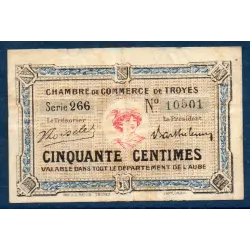 CHAMBRE DE COMMERCE DE TROYES
Serie 266 No 10501
Le Trésorier Le Président
CINQUANTE CENTIMES
VALABLE DANS TOUT LE DÉPARTEMENT DE L'AUBE